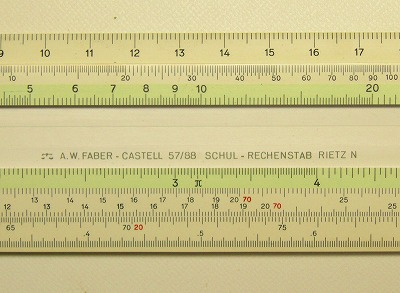 9 10 11 12 13 14 15 16 17
10 20 30 40 50 60 70 80 90 100
5 6 7 8 9 10 20
A.W. FABER - CASTELL 57/88 SCHUL - RECHENSTAB RIETZ N
3 π 4
12 13 14 15 16 17 18 19 20 70 25
13 14 15 16 17 18 19 20 70 25
65 70 20 75
.4 .5 .6